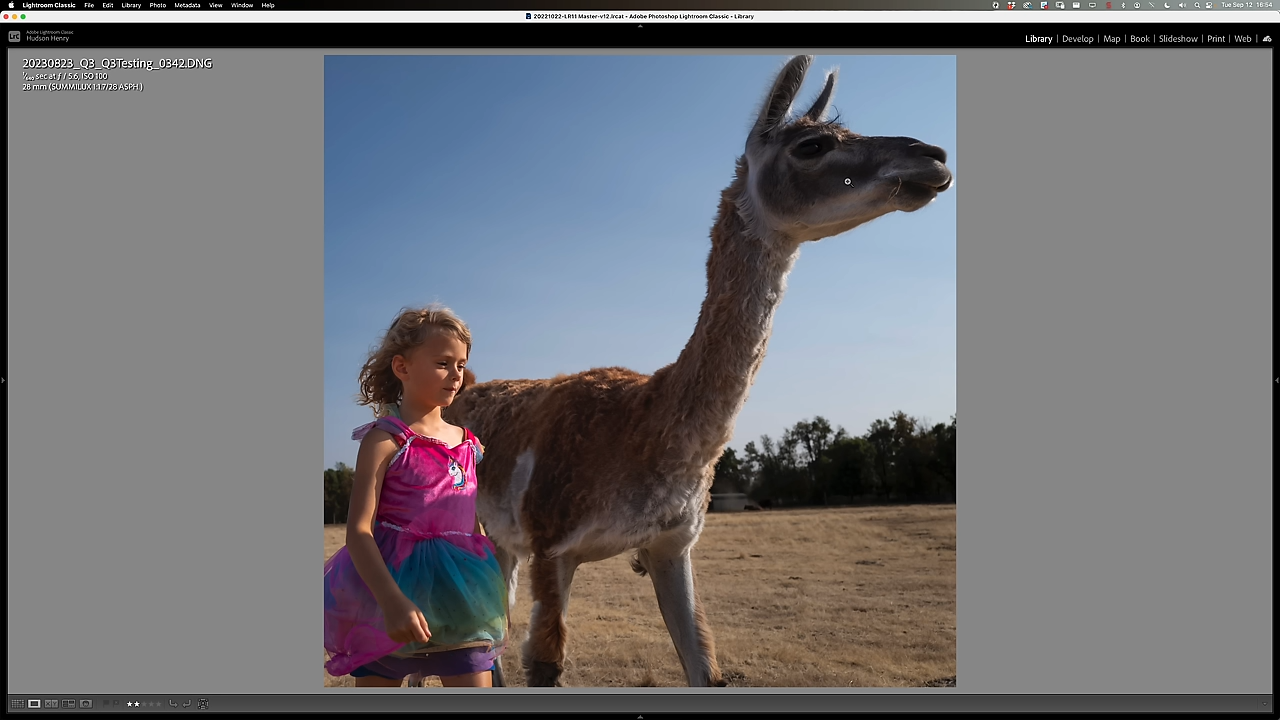 Lightroom Classic File Edit Library Photo Metadata View Window Help
Tue Sep 12 16:54
20221022-LR11 Master-v12.lrcat - Adobe Photoshop Lightroom Classic - Library
Lrc
Adobe Lightroom Classic
Hudson Henry
Library | Develop | Map | Book | Slideshow | Print | Web
20230823_Q3_Q3Testing_0342.DNG
sec at ƒ / 5.6, ISO 100
28 mm (SUMMILUX 1:1.7/28 ASPH.)